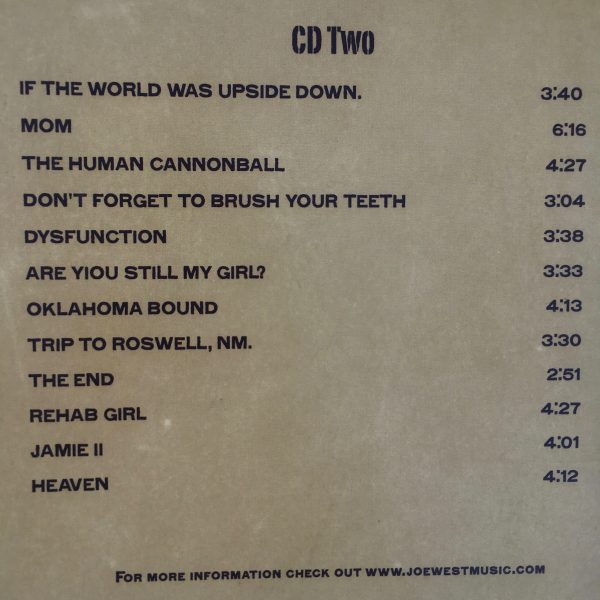 CD Two
IF THE WORLD WAS UPSIDE DOWN. 3:40
MOM 6:16
THE HUMAN CANNONBALL 4:27
DON'T FORGET TO BRUSH YOUR TEETH 3:04
DYSFUNCTION 3:38
ARE YIOU STILL MY GIRL? 3:33
OKLAHOMA BOUND 4:13
TRIP TO ROSWELL, NM. 3:30
THE END 2:51
REHAB GIRL 4:27
JAMIE II 4:01
HEAVEN 4:12
FOR MORE INFORMATION CHECK OUT WWW.JOEWESTMUSIC.COM